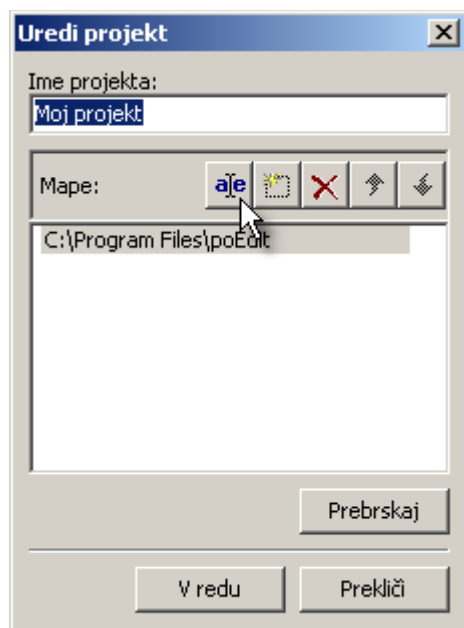 Uredi projekt
Ime projekta:
Moj projekt
Mape:
C:\Program Files\poEdit
Prebrskaj
V redu
Prekliči